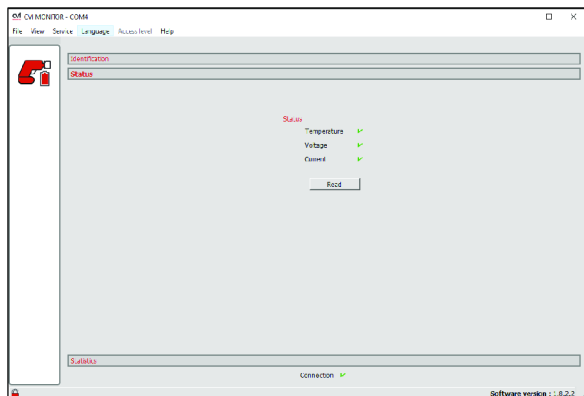 CVI MONITOR - COM4
File View Service Language Access level Help
Identification
Status
Status
Temperature
Voltage
Current
Read
Statistics
Connection
Software version : 1.8.2.2